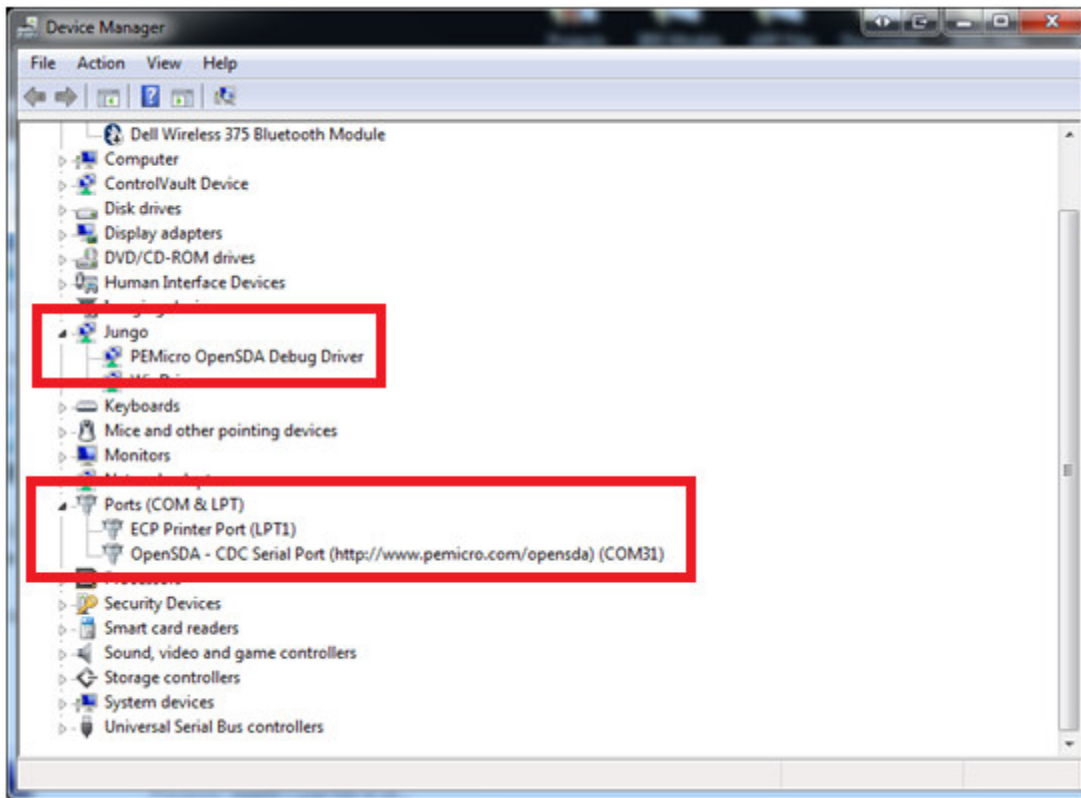 Device Manager
File Action View Help
Dell Wireless 375 Bluetooth Module
Computer
ControlVault Device
Disk drives
Display adapters
DVD/CD-ROM drives
Human Interface Devices
Jungo
PEMicro OpenSDA Debug Driver
Keyboards
Mice and other pointing devices
Monitors
Ports (COM & LPT)
ECP Printer Port (LPT1)
OpenSDA - CDC Serial Port (http://www.pemicro.com/opensda) (COM31)
Processors
Security Devices
Smart card readers
Sound, video and game controllers
Storage controllers
System devices
Universal Serial Bus controllers